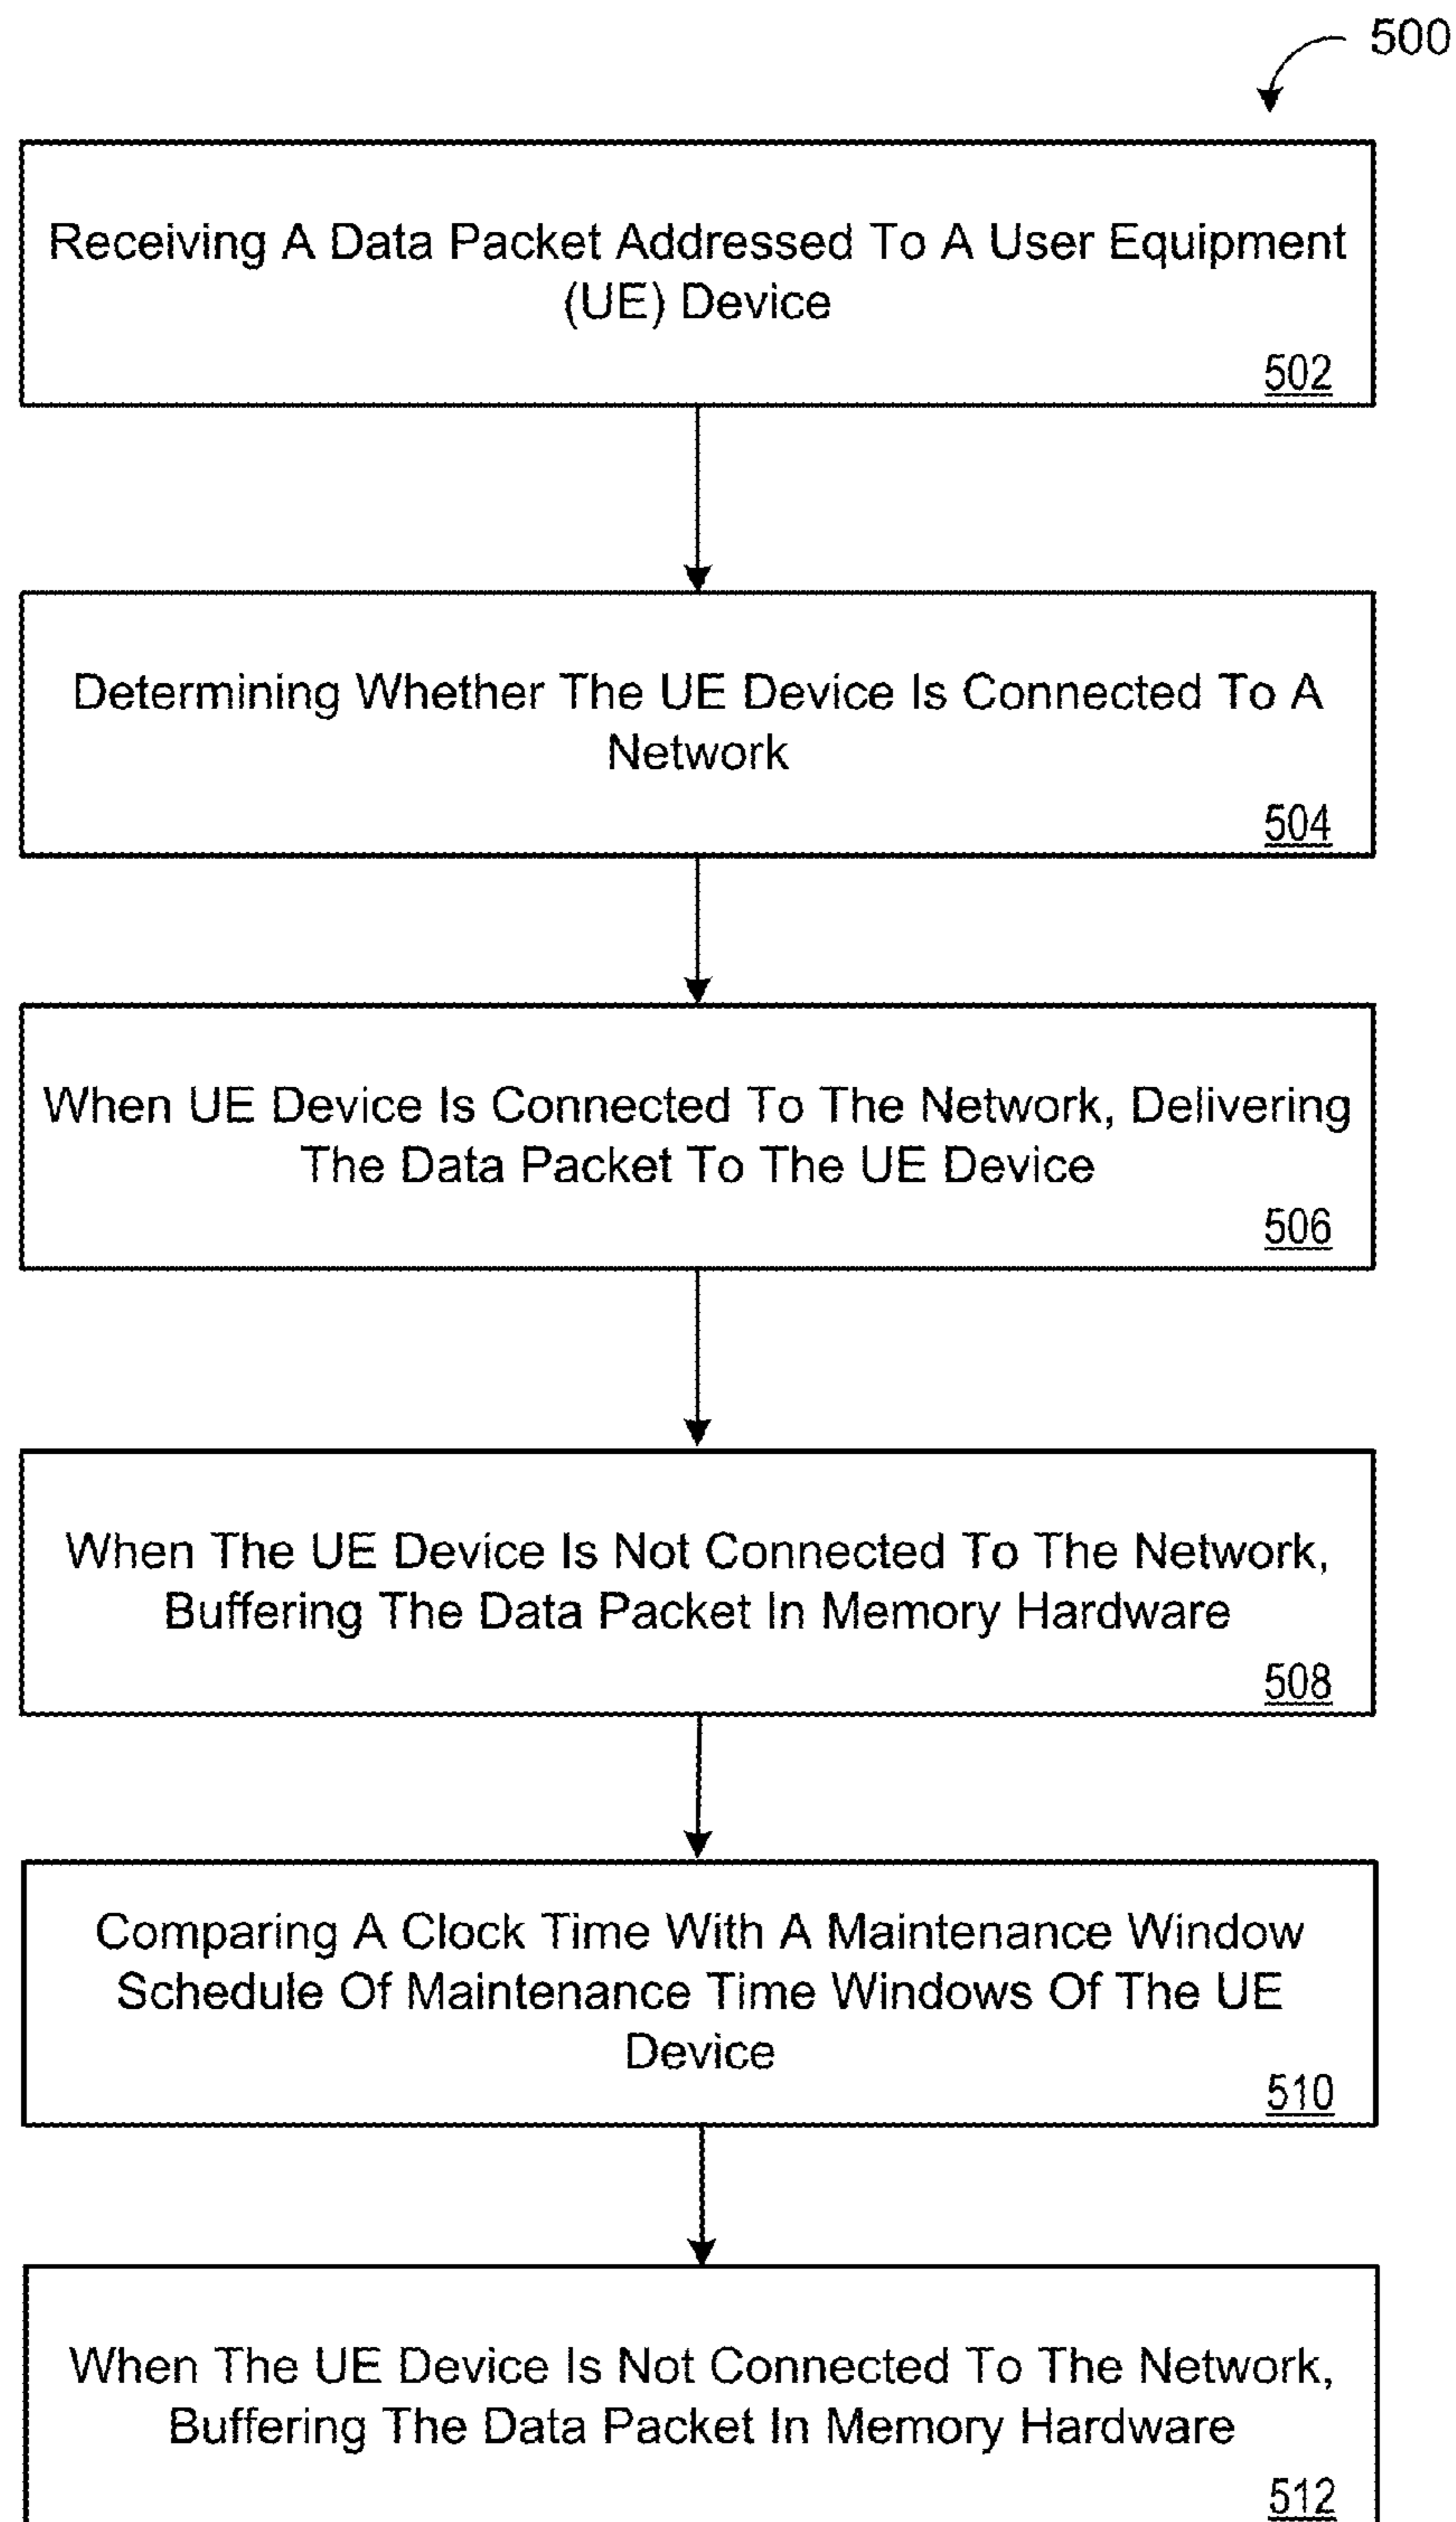 500
Receiving A Data Packet Addressed To A User Equipment
(UE) Device
502
Determining Whether The UE Device Is Connected To A
Network
504
When UE Device Is Connected To The Network, Delivering
The Data Packet To The UE Device
506
When The UE Device Is Not Connected To The Network,
Buffering The Data Packet In Memory Hardware
508
Comparing A Clock Time With A Maintenance Window
Schedule Of Maintenance Time Windows Of The UE
Device
510
When The UE Device Is Not Connected To The Network,
Buffering The Data Packet In Memory Hardware
512